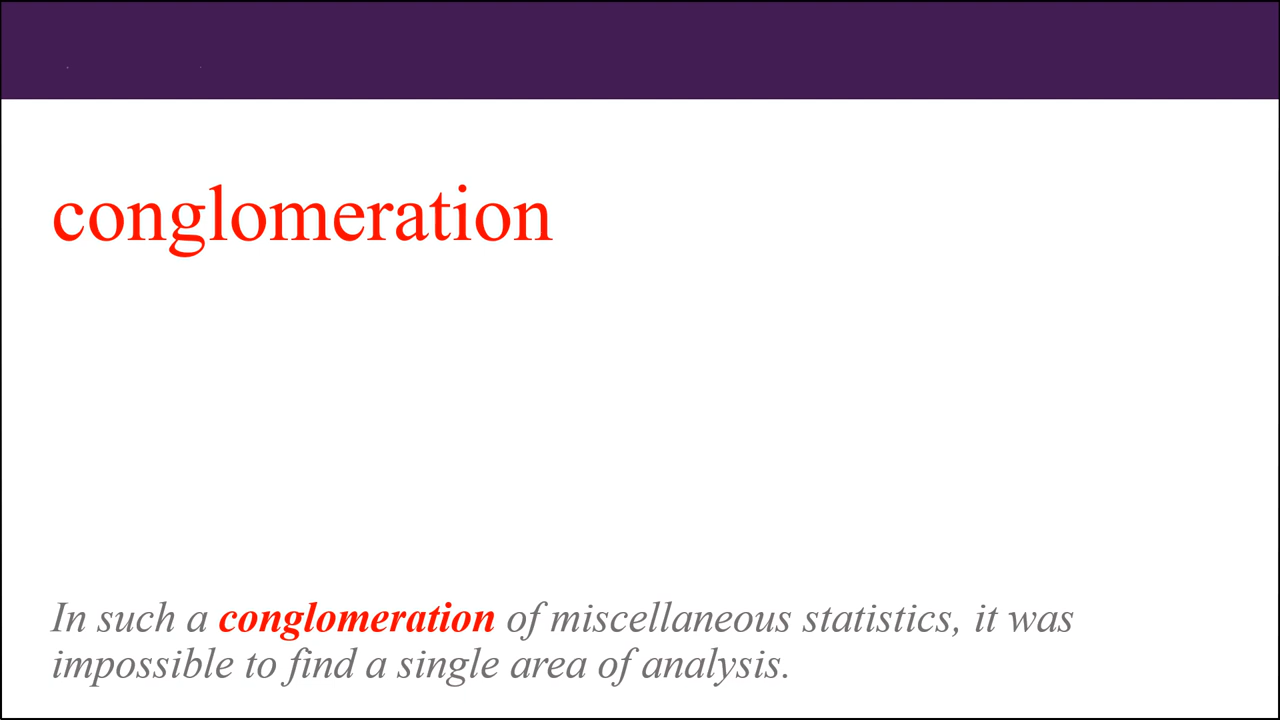 conglomeration
In such a conglomeration of miscellaneous statistics, it was
impossible to find a single area of analysis.